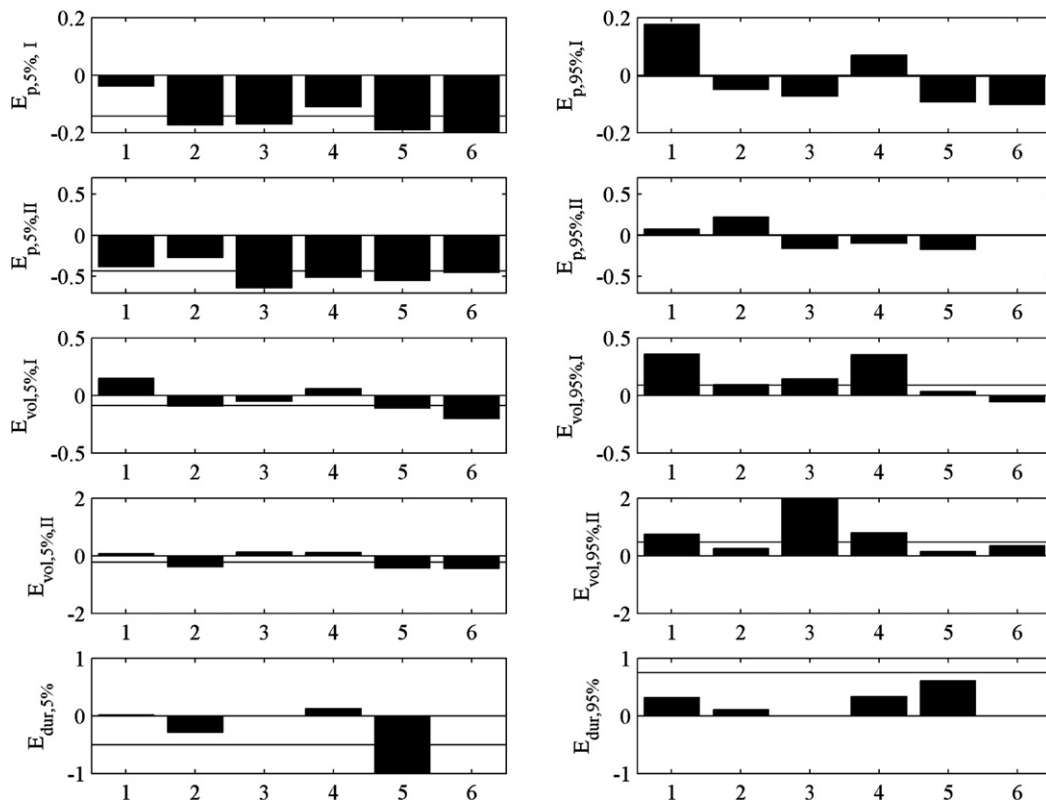 0.2
0
-0.2
E_p,5%, I
1 2 3 4 5 6
0.2
0
-0.2
E_p,95%,I
1 2 3 4 5 6
0.5
0
-0.5
E_p,5%,II
1 2 3 4 5 6
0.5
0
-0.5
E_p,95%,II
1 2 3 4 5 6
0.5
0
-0.5
E_vol,5%,I
1 2 3 4 5 6
0.5
0
-0.5
E_vol,95%,I
1 2 3 4 5 6
2
0
-2
E_vol,5%,II
1 2 3 4 5 6
2
0
-2
E_vol,95%,II
1 2 3 4 5 6
1
0
-1
E_dur,5%
1 2 3 4 5 6
1
0
-1
E_dur,95%
1 2 3 4 5 6